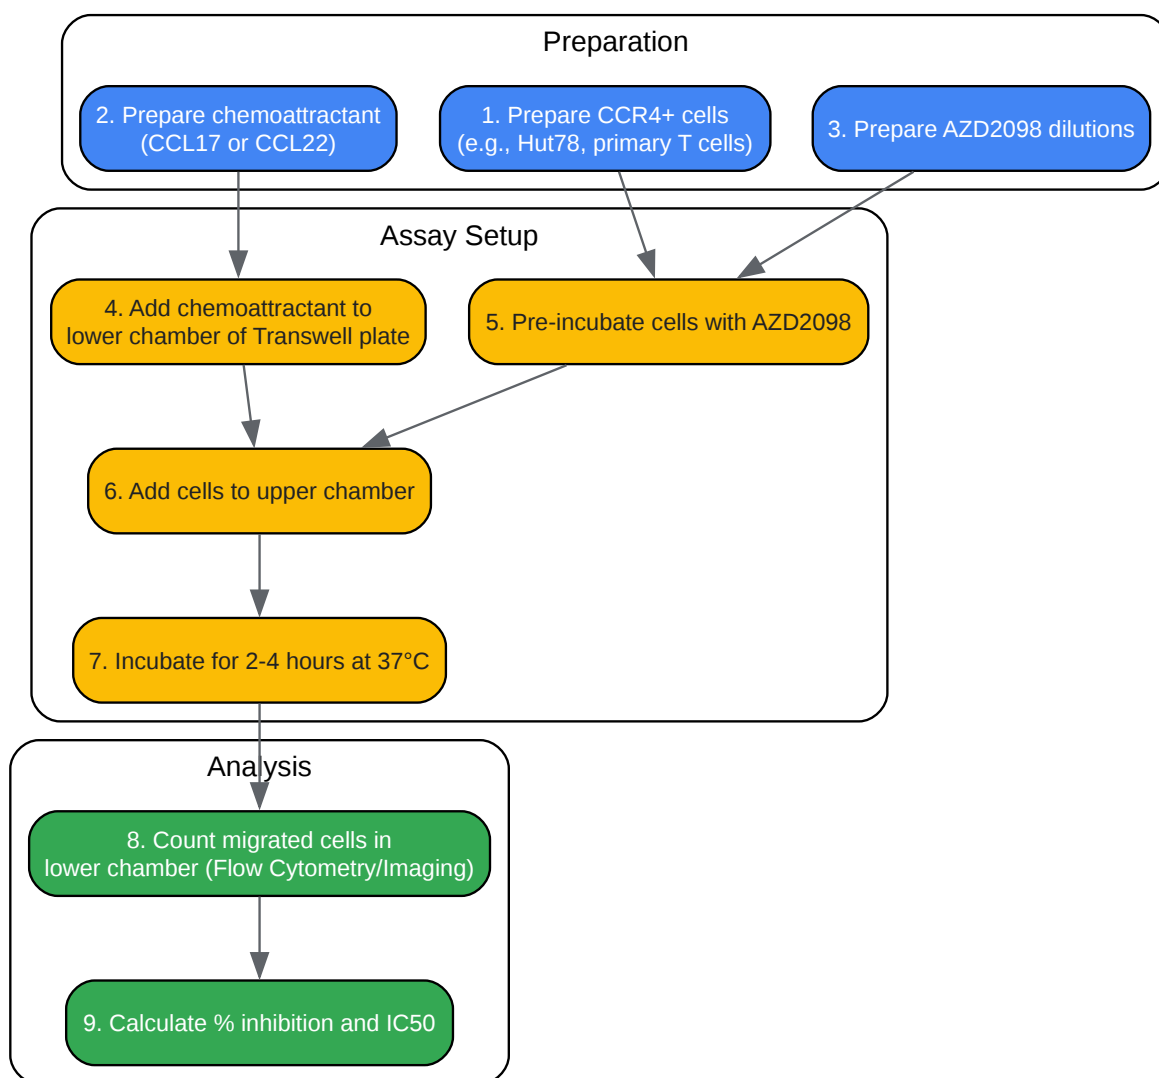 Preparation
2. Prepare chemoattractant
(CCL17 or CCL22)
1. Prepare CCR4+ cells
(e.g., Hut78, primary T cells)
3. Prepare AZD2098 dilutions
Assay Setup
4. Add chemoattractant to
lower chamber of Transwell plate
5. Pre-incubate cells with AZD2098
6. Add cells to upper chamber
7. Incubate for 2-4 hours at 37°C
Analysis
8. Count migrated cells in
lower chamber (Flow Cytometry/Imaging)
9. Calculate % inhibition and IC50